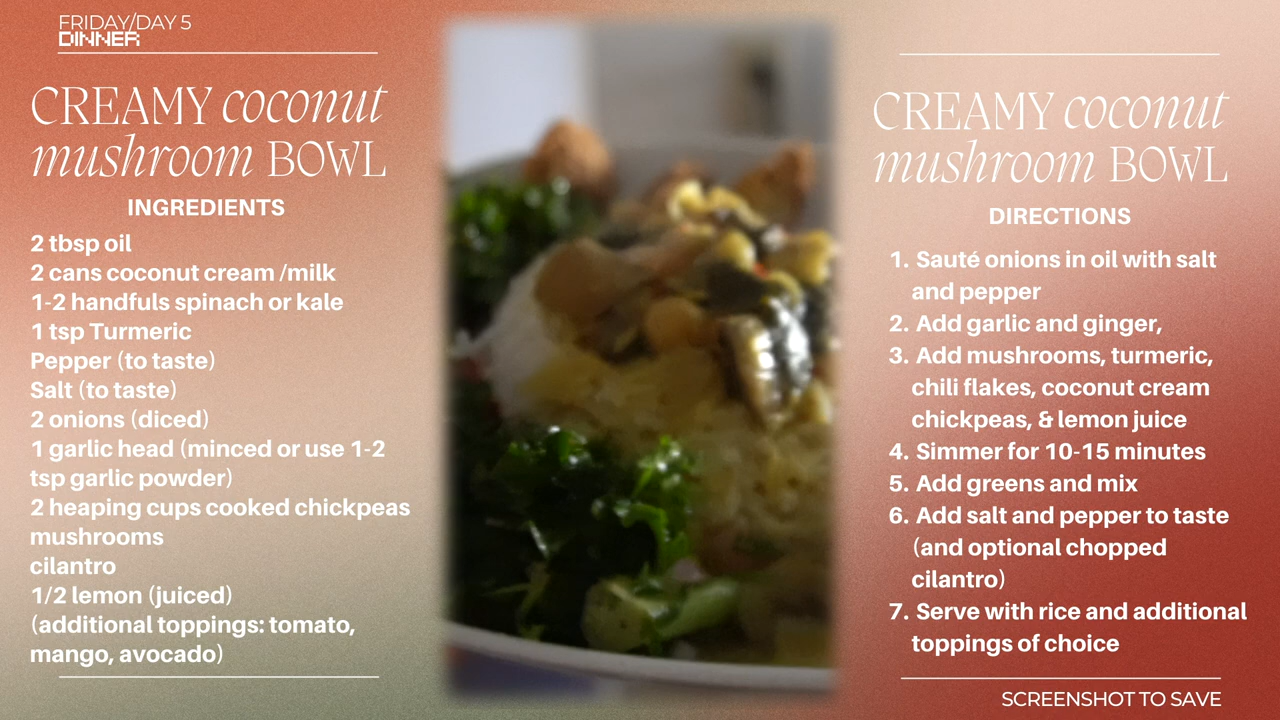 FRIDAY/DAY 5
DINNER
CREAMY coconut
mushroom BOWL
INGREDIENTS
2 tbsp oil
2 cans coconut cream /milk
1-2 handfuls spinach or kale
1 tsp Turmeric
Pepper (to taste)
Salt (to taste)
2 onions (diced)
1 garlic head (minced or use 1-2
tsp garlic powder)
2 heaping cups cooked chickpeas
mushrooms
cilantro
1/2 lemon (juiced)
(additional toppings: tomato,
mango, avocado)
CREAMY coconut
mushroom BOWL
DIRECTIONS
1. Sauté onions in oil with salt
and pepper
2. Add garlic and ginger,
3. Add mushrooms, turmeric,
chili flakes, coconut cream
chickpeas, & lemon juice
4. Simmer for 10-15 minutes
5. Add greens and mix
6. Add salt and pepper to taste
(and optional chopped
cilantro)
7. Serve with rice and additional
toppings of choice
SCREENSHOT TO SAVE